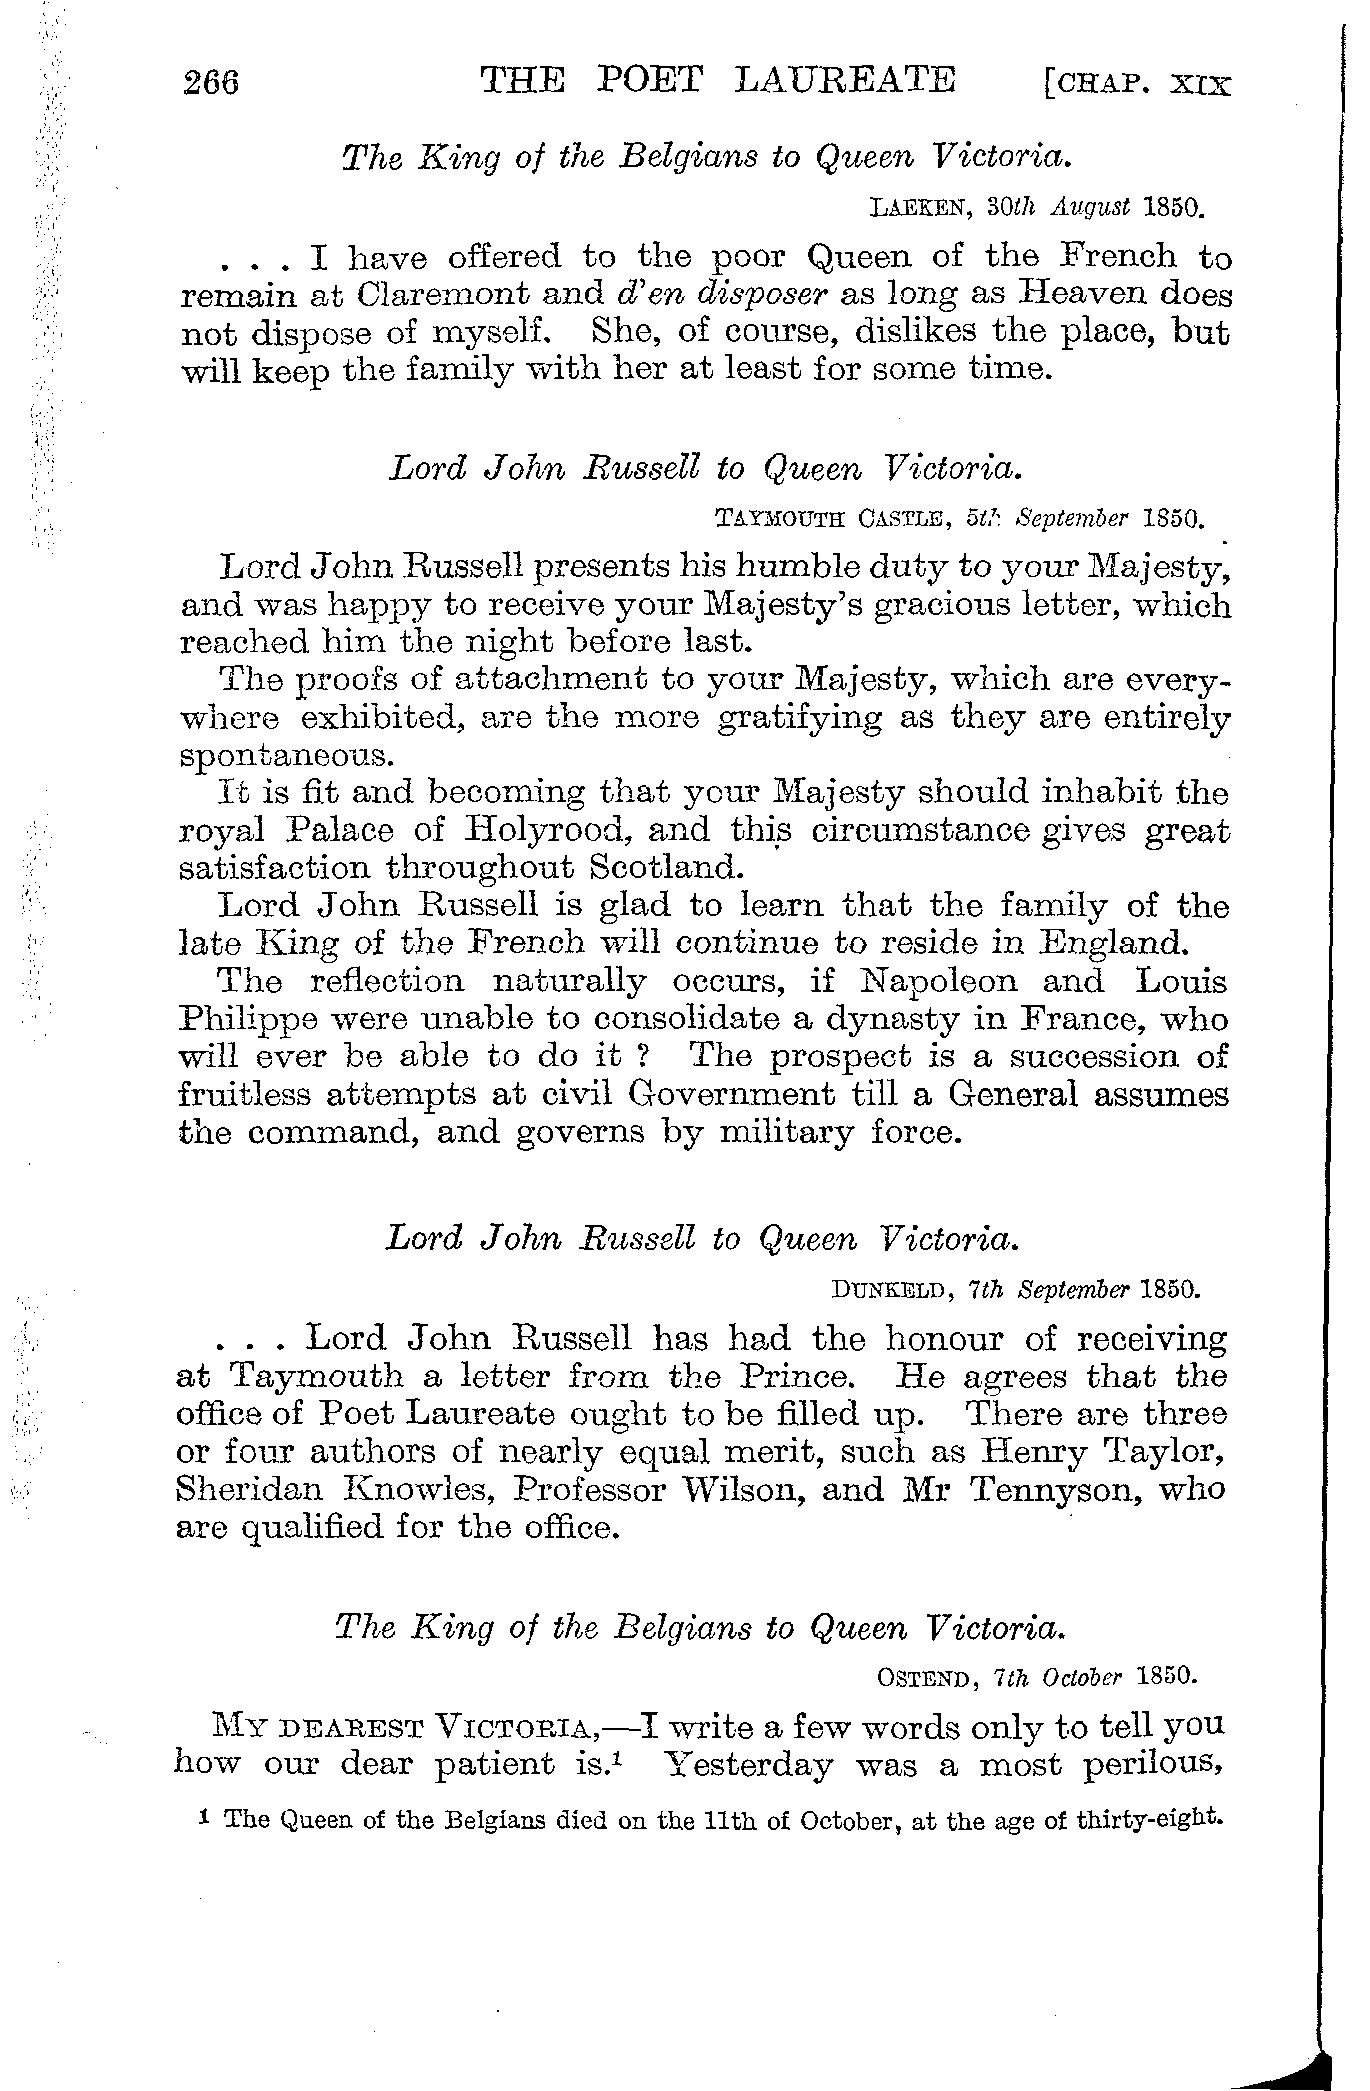 266 THE POET LAUREATE [CHAP. XIX
The King of the Belgians to Queen Victoria.
LAEKEN, 30th August 1850.
. . . I have offered to the poor Queen of the French to
remain at Claremont and d'en disposer as long as Heaven does
not dispose of myself. She, of course, dislikes the place, but
will keep the family with her at least for some time.
Lord John Russell to Queen Victoria.
TAYMOUTH CASTLE, 5th September 1850.
Lord John Russell presents his humble duty to your Majesty,
and was happy to receive your Majesty's gracious letter, which
reached him the night before last.
The proofs of attachment to your Majesty, which are every-
where exhibited, are the more gratifying as they are entirely
spontaneous.
It is fit and becoming that your Majesty should inhabit the
royal Palace of Holyrood, and this circumstance gives great
satisfaction throughout Scotland.
Lord John Russell is glad to learn that the family of the
late King of the French will continue to reside in England.
The reflection naturally occurs, if Napoleon and Louis
Philippe were unable to consolidate a dynasty in France, who
will ever be able to do it ? The prospect is a succession of
fruitless attempts at civil Government till a General assumes
the command, and governs by military force.
Lord John Russell to Queen Victoria.
DUNKELD, 7th September 1850.
. . . Lord John Russell has had the honour of receiving
at Taymouth a letter from the Prince. He agrees that the
office of Poet Laureate ought to be filled up. There are three
or four authors of nearly equal merit, such as Henry Taylor,
Sheridan Knowles, Professor Wilson, and Mr Tennyson, who
are qualified for the office.
The King of the Belgians to Queen Victoria.
OSTEND, 7th October 1850.
MY DEAREST VICTORIA,—I write a few words only to tell you
how our dear patient is.¹ Yesterday was a most perilous,
1 The Queen of the Belgians died on the 11th of October, at the age of thirty-eight.